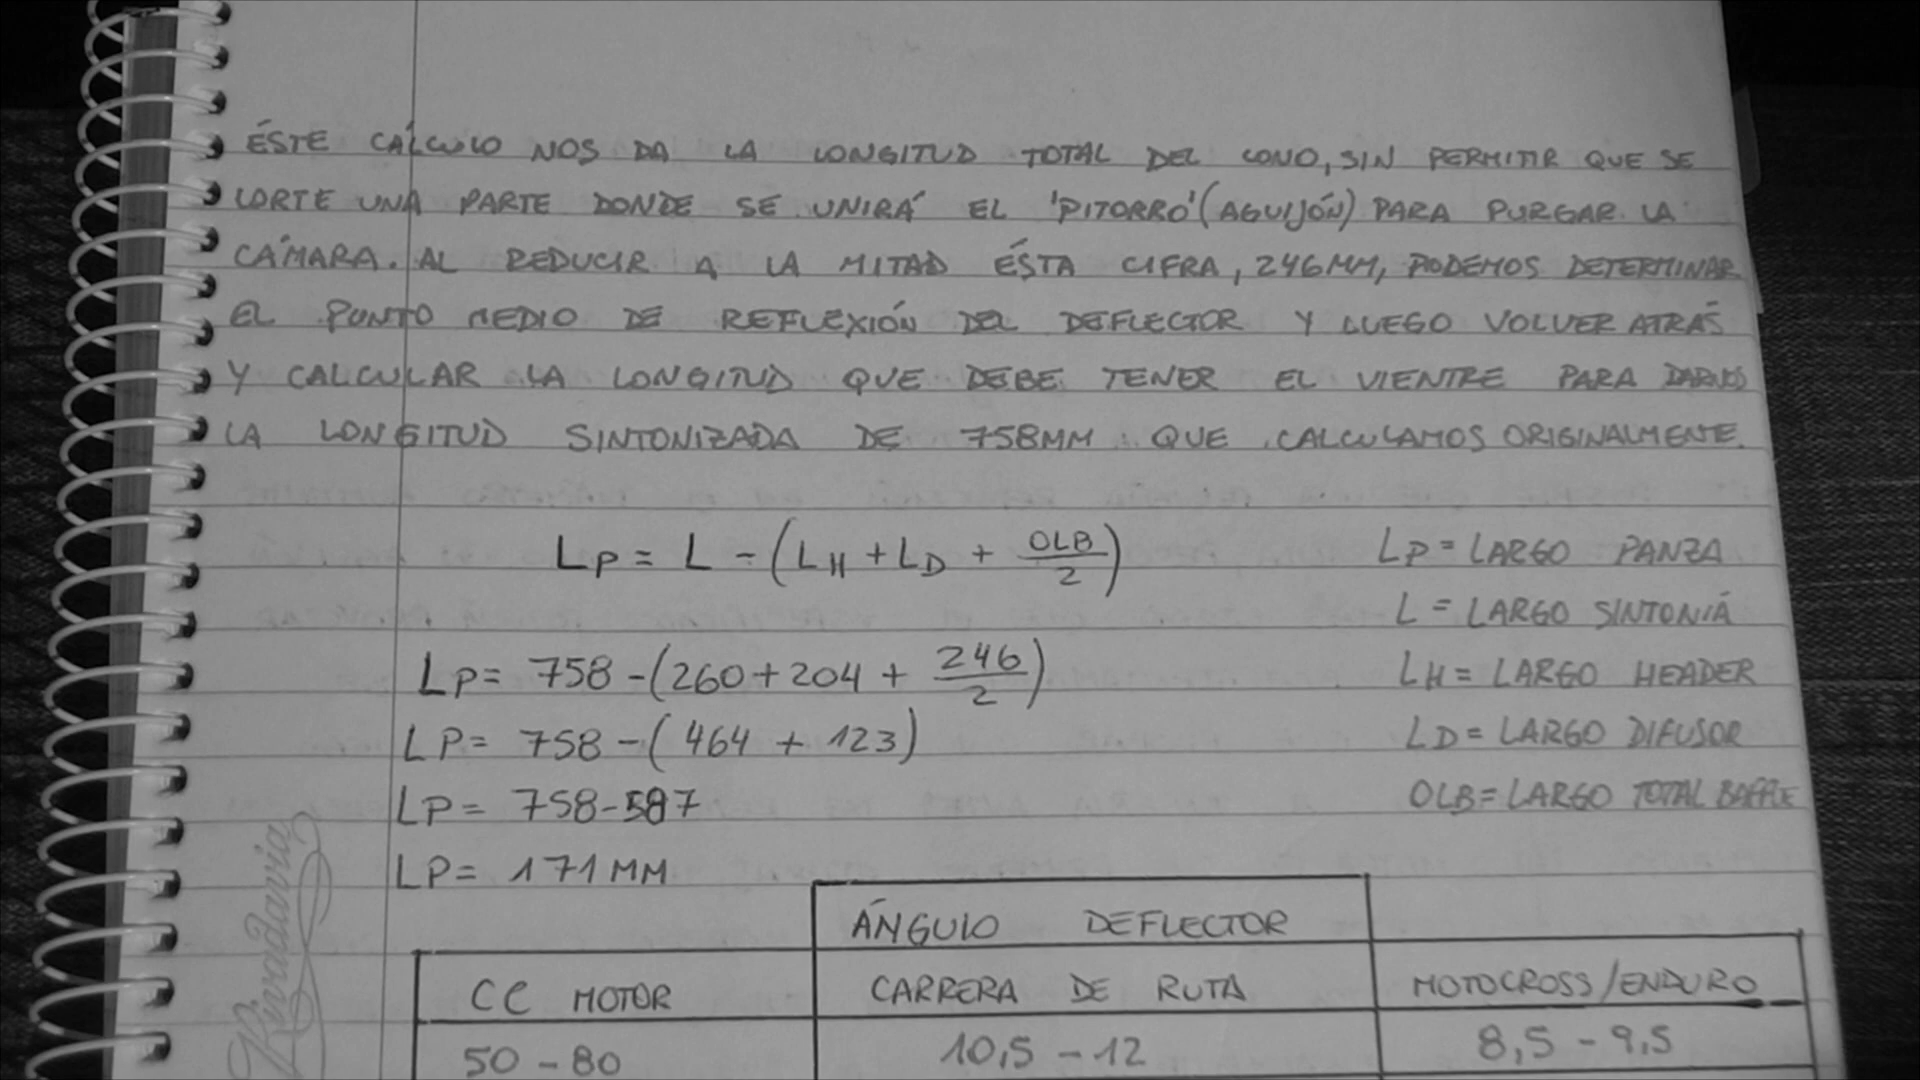 ÉSTE CÁLCULO NOS DA LA LONGITUD TOTAL DEL CONO, SIN PERMITIR QUE SE
CORTE UNA PARTE DONDE SE UNIRÁ EL 'PITORRO' (AGUIJÓN) PARA PURGAR LA
CÁMARA. AL REDUCIR A LA MITAD ÉSTA CIFRA, 246MM, PODEMOS DETERMINAR
EL PUNTO MEDIO DE REFLEXIÓN DEL DEFLECTOR Y LUEGO VOLVER ATRÁS
Y CALCULAR LA LONGITUD QUE DEBE TENER EL VIENTRE PARA DARNOS
LA LONGITUD SINTONIZADA DE 758MM QUE CALCULAMOS ORIGINALMENTE.
LP = L - (LH + LD + OLB/2) LP = LARGO PANZA
L = LARGO SINTONIÁ
LP = 758 - (260 + 204 + 246/2) LH = LARGO HEADER
LP = 758 - (464 + 123) LD = LARGO DIFUSOR
LP = 758 - 587 OLB = LARGO TOTAL BAFFLE
LP = 171MM
ÁNGULO DEFLECTOR
CC MOTOR CARRERA DE RUTA MOTOCROSS/ENDURO
50 - 80 10,5 - 12 8,5 - 9,5
Rivadavia